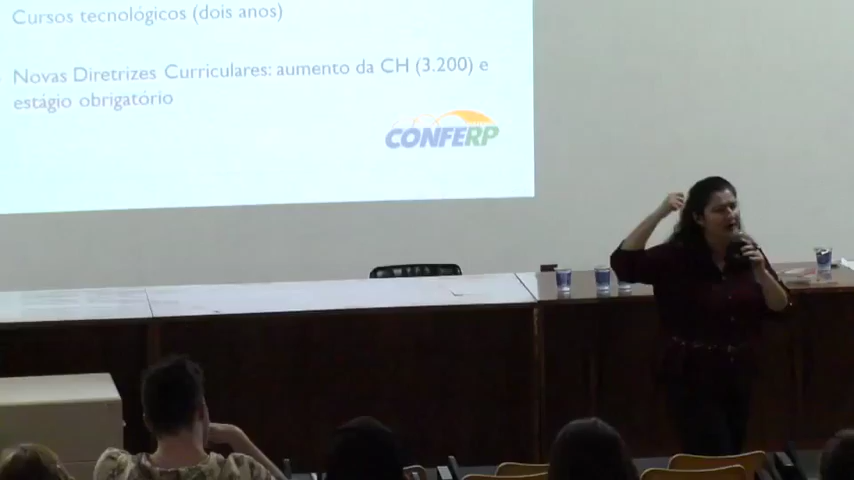 Cursos tecnológicos (dois anos)
Novas Diretrizes Curriculares: aumento da CH (3.200) e
estágio obrigatório
CONFERP